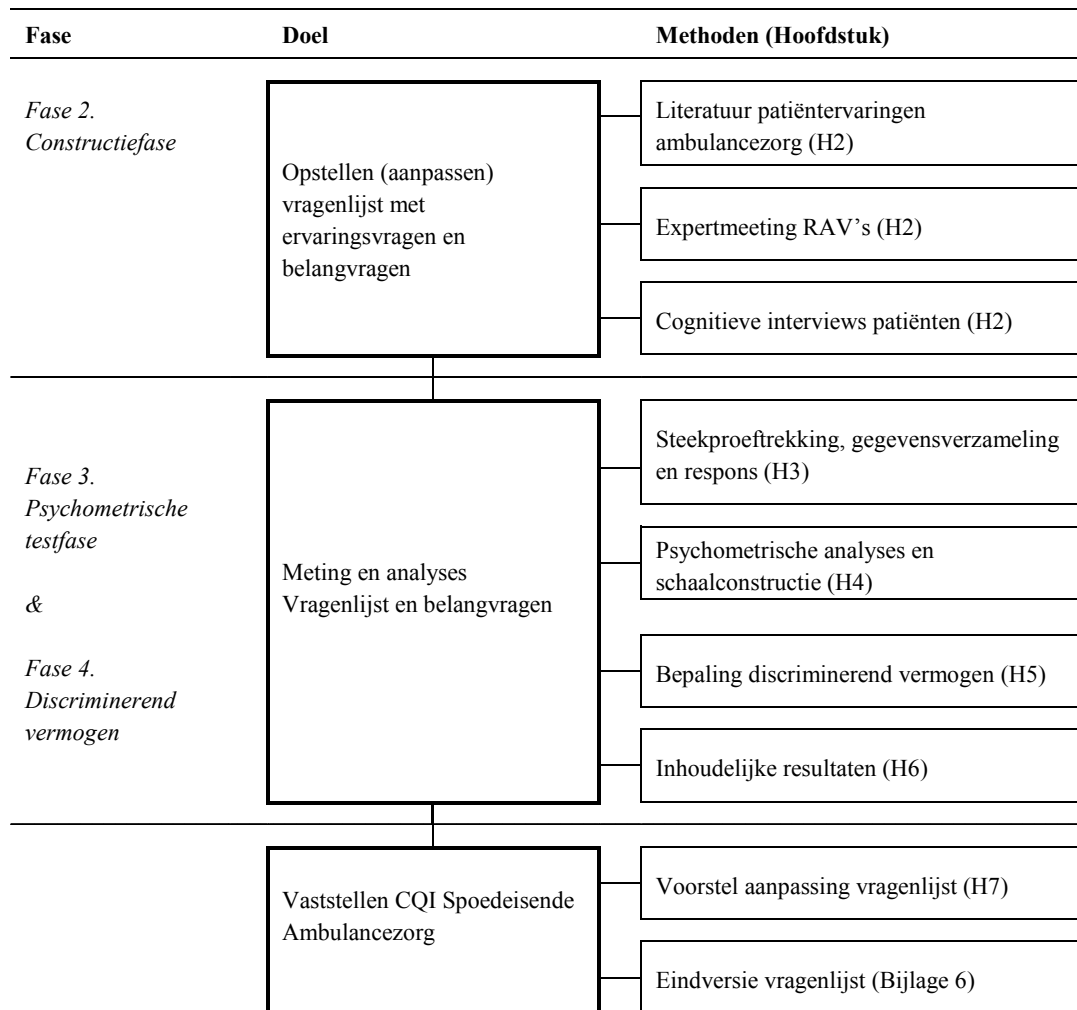 Fase Doel Methoden (Hoofdstuk)
Fase 2.
Constructiefase
Opstellen (aanpassen)
vragenlijst met
ervaringsvragen en
belangvragen
Literatuur patiëntervaringen
ambulancezorg (H2)
Expertmeeting RAV’s (H2)
Cognitieve interviews patiënten (H2)
Fase 3.
Psychometrische
testfase
&
Fase 4.
Discriminerend
vermogen
Meting en analyses
Vragenlijst en belangvragen
Steekproeftrekking, gegevensverzameling
en respons (H3)
Psychometrische analyses en
schaalconstructie (H4)
Bepaling discriminerend vermogen (H5)
Inhoudelijke resultaten (H6)
Vaststellen CQI Spoedeisende
Ambulancezorg
Voorstel aanpassing vragenlijst (H7)
Eindversie vragenlijst (Bijlage 6)